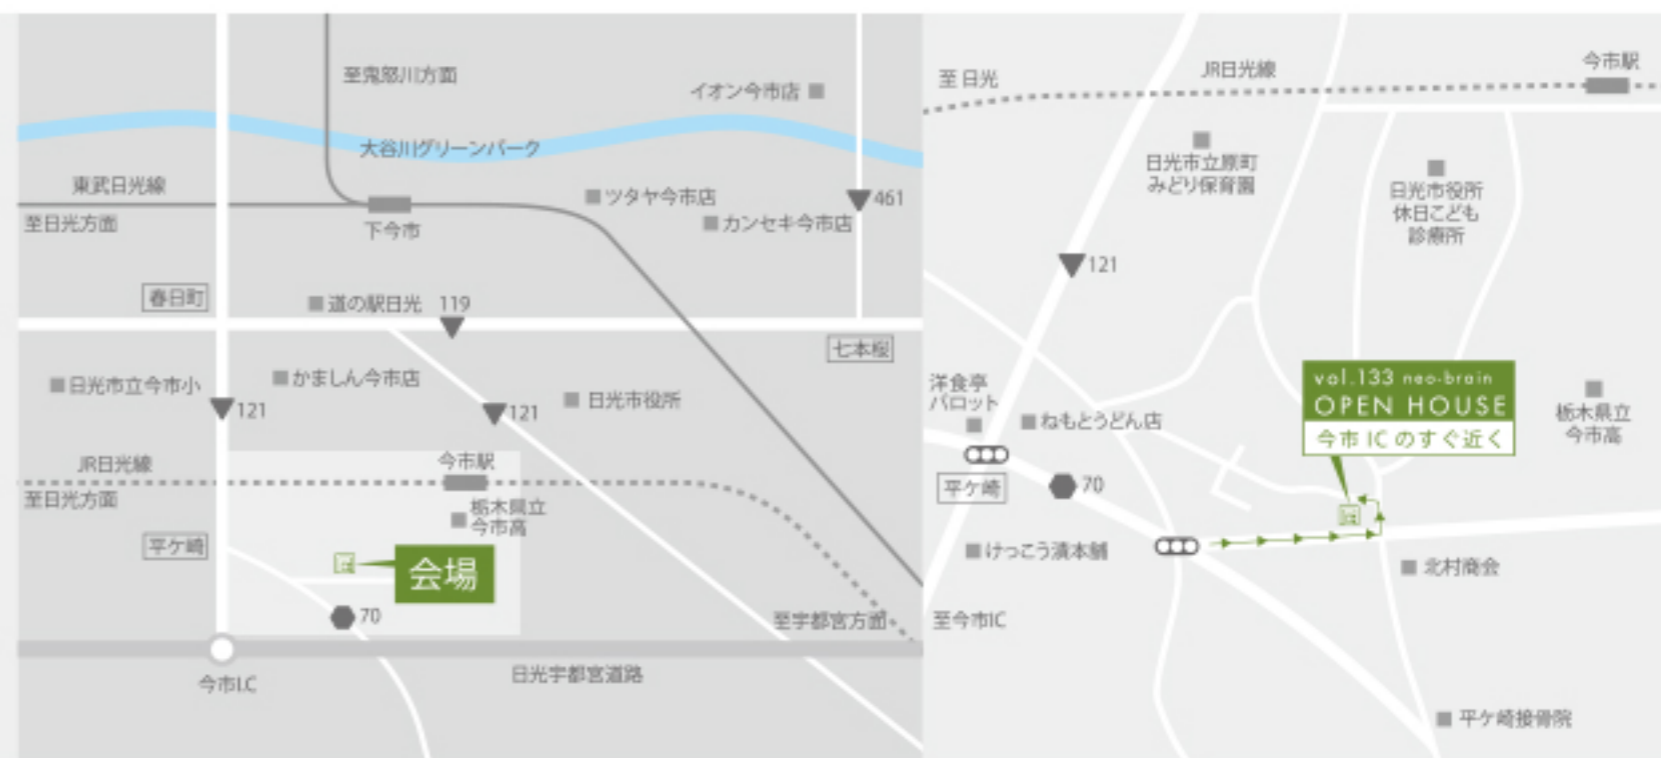 至鬼怒川方面
イオン今市店
大谷川グリーンパーク
東武日光線
至日光方面
下今市
ツタヤ今市店
カンセキ今市店
461
春日町
道の駅日光
119
七本桜
日光市立今市小
かましん今市店
121
121
日光市役所
JR日光線
至日光方面
今市駅
栃木県立
今市高
平ケ崎
会場
70
至宇都宮方面
今市I.C
日光宇都宮道路
至 日光
JR日光線
今市駅
日光市立原町
みどり保育園
日光市役所
休日こども
診療所
121
洋食亭
パロット
ねもとうどん店
vol.133 neo-brain
OPEN HOUSE
今市 IC のすぐ近く
栃木県立
今市高
平ケ崎
70
けっこう漬本舗
北村商会
至今市IC
平ケ崎接骨院